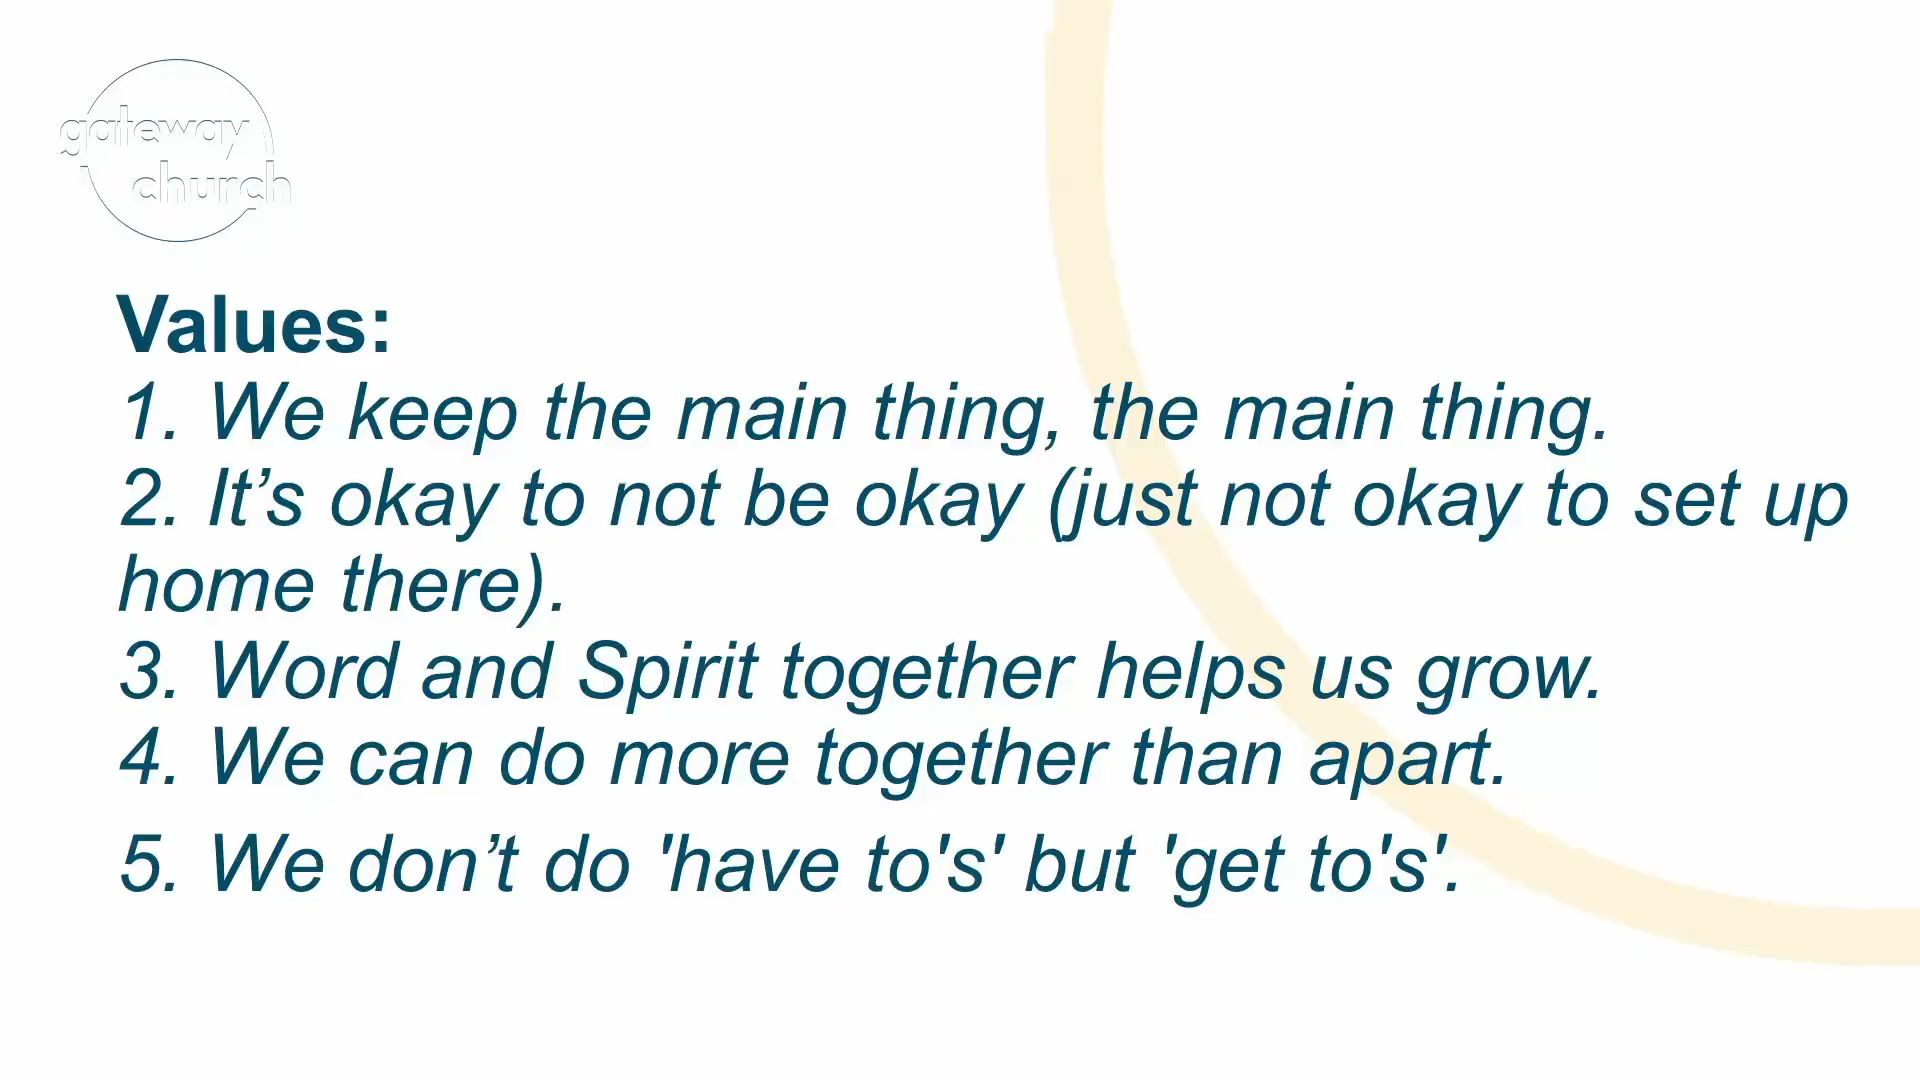 gateway
church
Values:
1. We keep the main thing, the main thing.
2. It’s okay to not be okay (just not okay to set up
home there).
3. Word and Spirit together helps us grow.
4. We can do more together than apart.
5. We don’t do 'have to's' but 'get to's'.